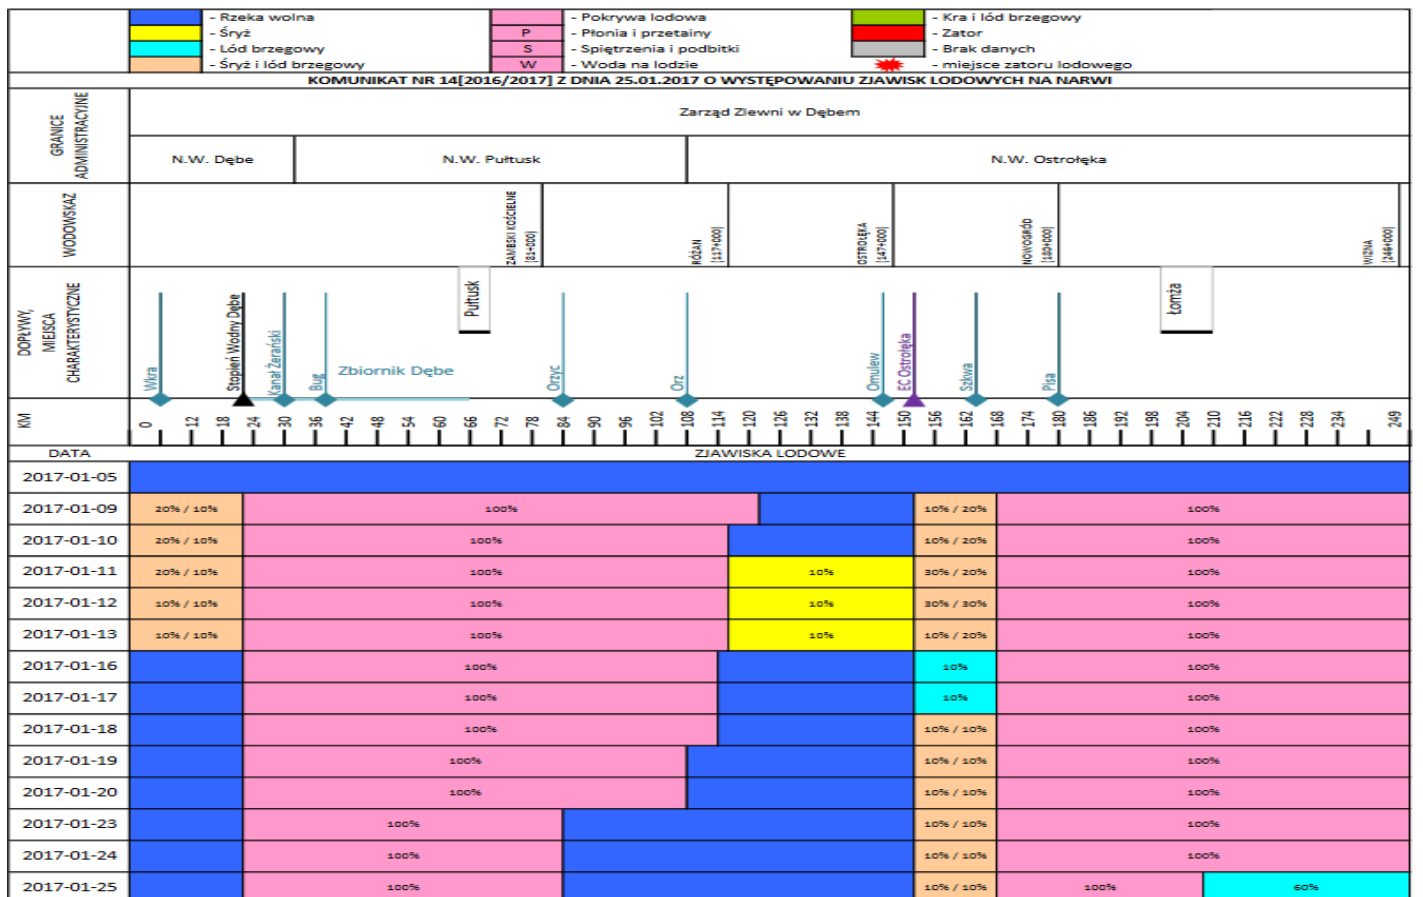 - Rzeka wolna
- Śryż
- Lód brzegowy
- Śryż i lód brzegowy
- Pokrywa lodowa
P - Płonia i przetainy
S - Spiętrzenia i podbitki
W - Woda na lodzie
- Kra i lód brzegowy
- Zator
- Brak danych
- miejsce zatoru lodowego
KOMUNIKAT NR 14[2016/2017] Z DNIA 25.01.2017 O WYSTĘPOWANIU ZJAWISK LODOWYCH NA NARWI
GRANICE
ADMINISTRACYJNE
Zarząd Zlewni w Dębem
N.W. Dębe
N.W. Pułtusk
N.W. Ostrołęka
WODOWSKAZ
ZAMBSKI KOŚCIELNE
(81+000)
RÓŻAN
(117+000)
OSTROŁĘKA
(147+000)
NOWOGRÓD
(180+000)
WIZNA
(246+000)
DOPŁYWY,
MIEJSCA
CHARAKTERYSTYCZNE
Wkra
Stopień Wodny Dębe
Kanał Żerański
Bug
Zbiornik Dębe
Pułtusk
Orzyc
Orz
Omulew
EC Ostrołęka
Szkwa
Pisa
Łomża
KM
0 12 18 24 30 36 42 48 54 60 66 72 78 84 90 96 102 108 114 120 126 132 138 144 150 156 162 168 174 180 186 192 198 204 210 216 222 228 234 249
DATA ZJAWISKA LODOWE
2017-01-05
2017-01-09 20% / 10% 100% 10% / 20% 100%
2017-01-10 20% / 10% 100% 10% / 20% 100%
2017-01-11 20% / 10% 100% 10% 30% / 20% 100%
2017-01-12 10% / 10% 100% 10% 30% / 30% 100%
2017-01-13 10% / 10% 100% 10% 10% / 20% 100%
2017-01-16 100% 10% 100%
2017-01-17 100% 10% 100%
2017-01-18 100% 10% / 10% 100%
2017-01-19 100% 10% / 10% 100%
2017-01-20 100% 10% / 10% 100%
2017-01-23 100% 10% / 10% 100%
2017-01-24 100% 10% / 10% 100%
2017-01-25 100% 10% / 10% 100% 60%